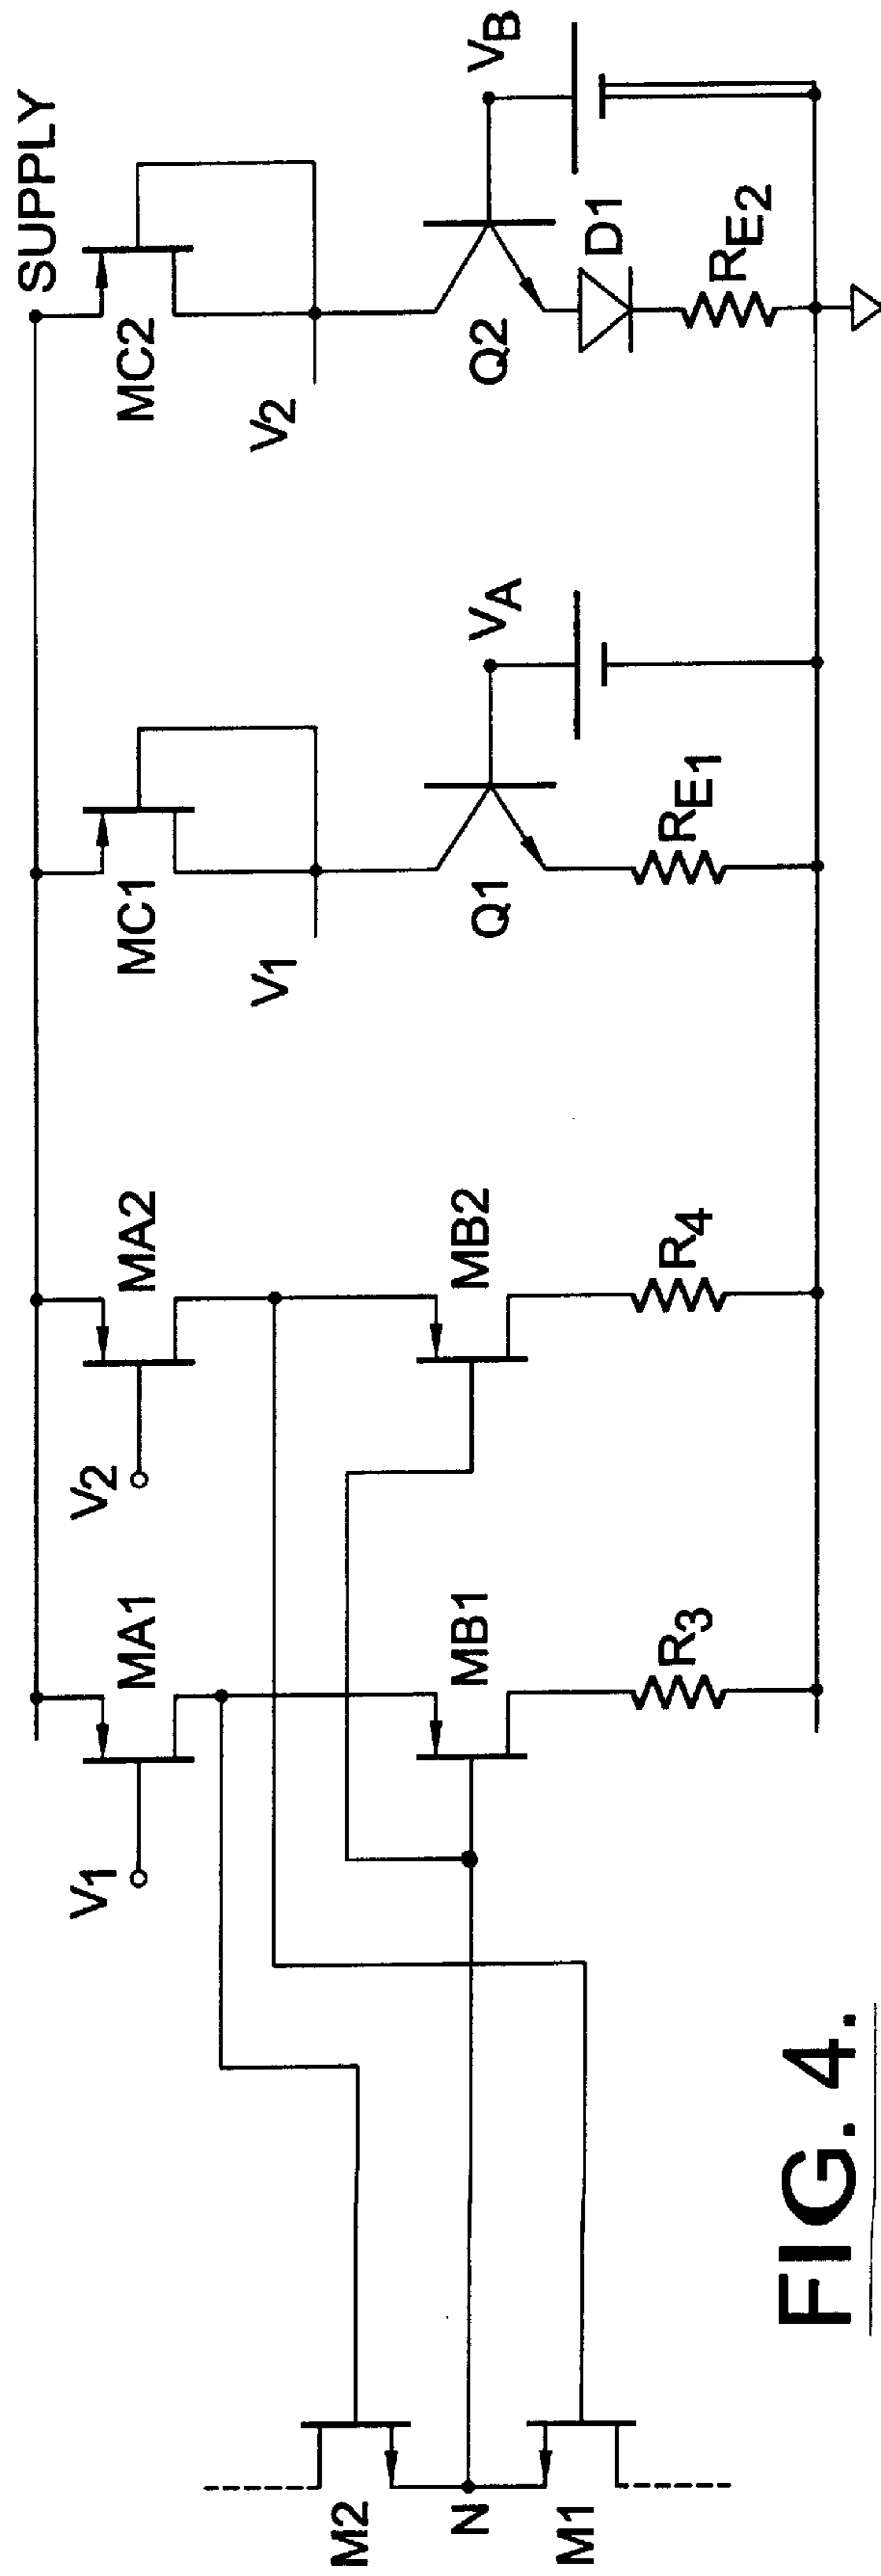 SUPPLY
MA1
MA2
MC1
MC2
V1
V2
V1
V2
MB1
MB2
Q1
Q2
VA
VB
D1
R3
R4
RE1
RE2
M2
N
M1
FIG. 4.